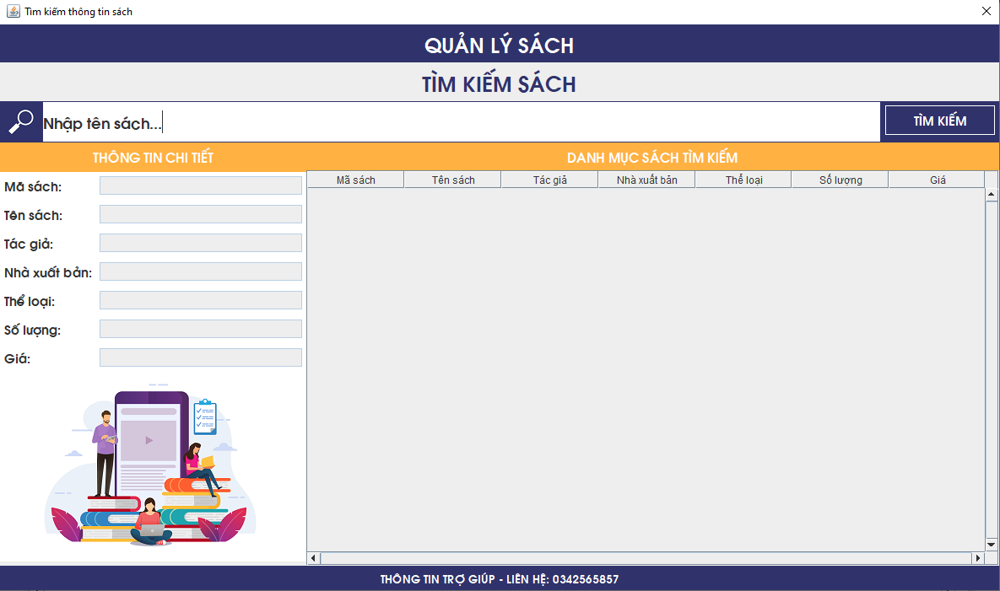 Tìm kiếm thông tin sách
QUẢN LÝ SÁCH
TÌM KIẾM SÁCH
Nhập tên sách...
TÌM KIẾM
THÔNG TIN CHI TIẾT
DANH MỤC SÁCH TÌM KIẾM
Mã sách:
Tên sách:
Tác giả:
Nhà xuất bản:
Thể loại:
Số lượng:
Giá:
Mã sách Tên sách Tác giả Nhà xuất bản Thể loại Số lượng Giá
THÔNG TIN TRỢ GIÚP - LIÊN HỆ: 0342565857